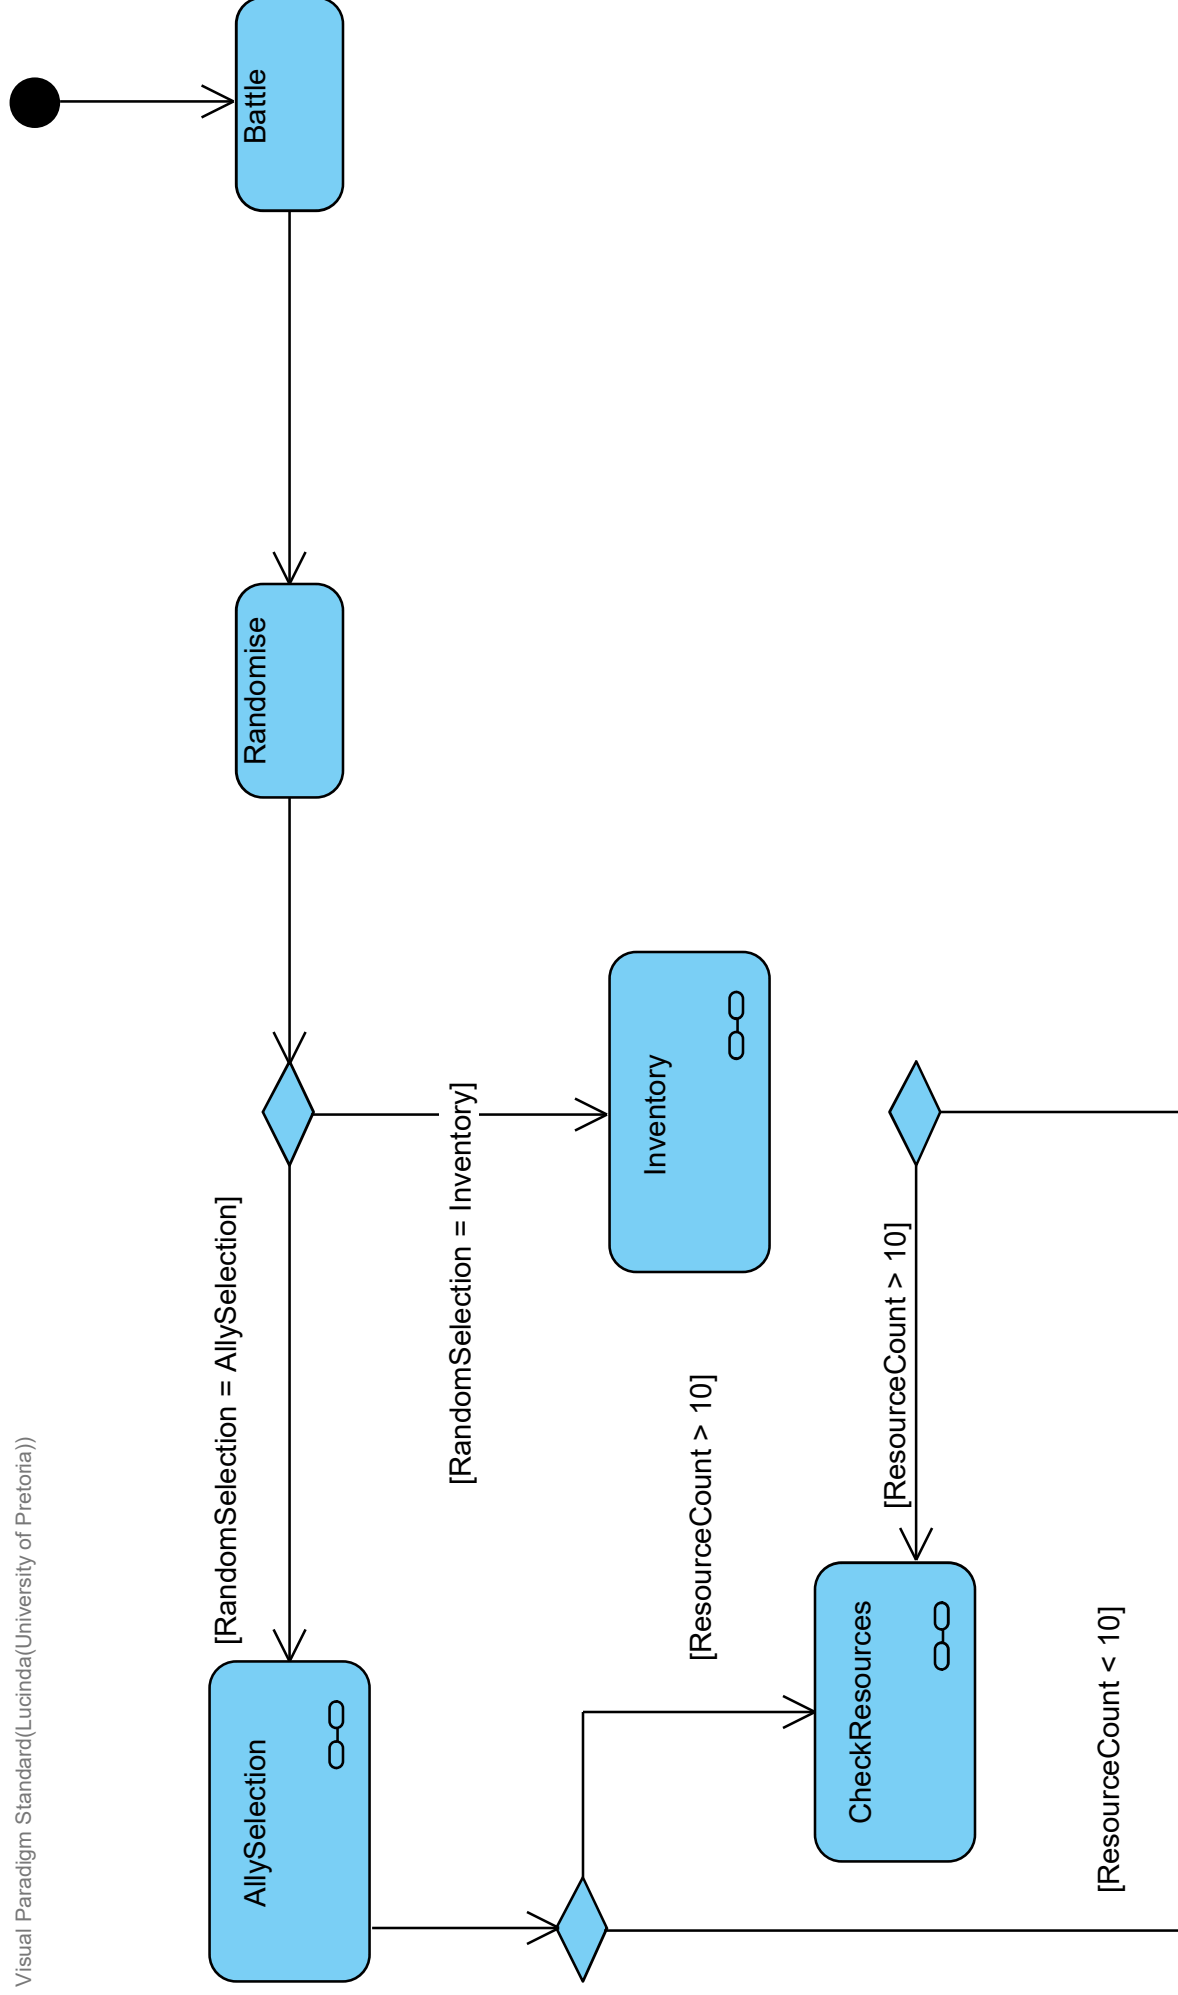 Visual Paradigm Standard(Lucinda(University of Pretoria))
AllySelection
[RandomSelection = AllySelection]
Randomise
Battle
[RandomSelection = Inventory]
Inventory
[ResourceCount > 10]
CheckResources
[ResourceCount > 10]
[ResourceCount < 10]